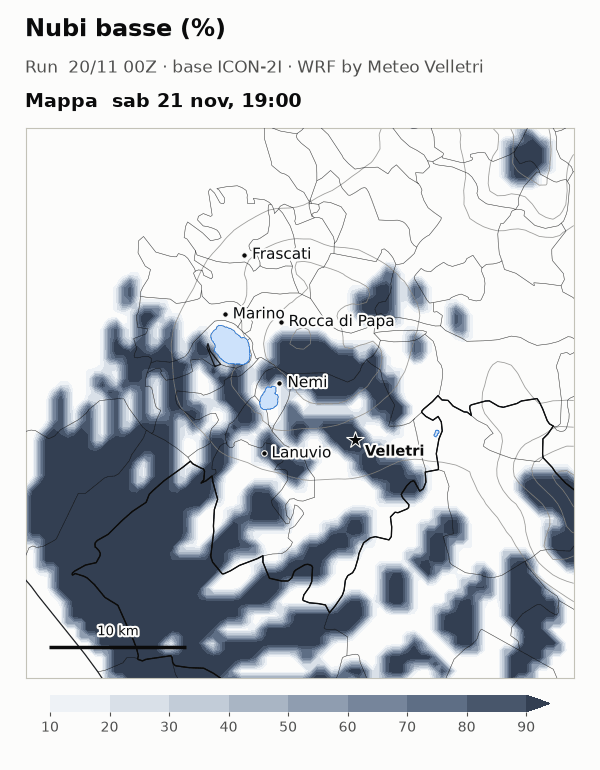 Nubi basse (%)
Run  20/11 00Z · base ICON-2I · WRF by Meteo Velletri
Mappa  sab 21 nov, 19:00
Frascati
Marino
Rocca di Papa
Nemi
Velletri
Lanuvio
10 km
10 20 30 40 50 60 70 80 90